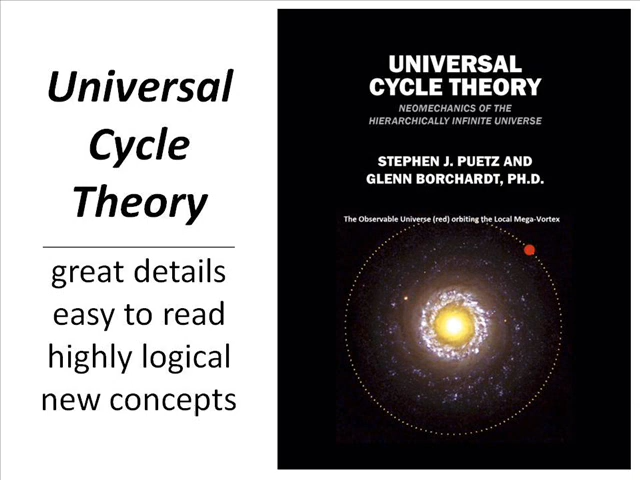 Universal
Cycle
Theory
great details
easy to read
highly logical
new concepts
UNIVERSAL
CYCLE THEORY
NEOMECHANICS OF THE
HIERARCHICALLY INFINITE UNIVERSE
STEPHEN J. PUETZ AND
GLENN BORCHARDT, PH.D.
The Observable Universe (red) orbiting the Local Mega-Vortex